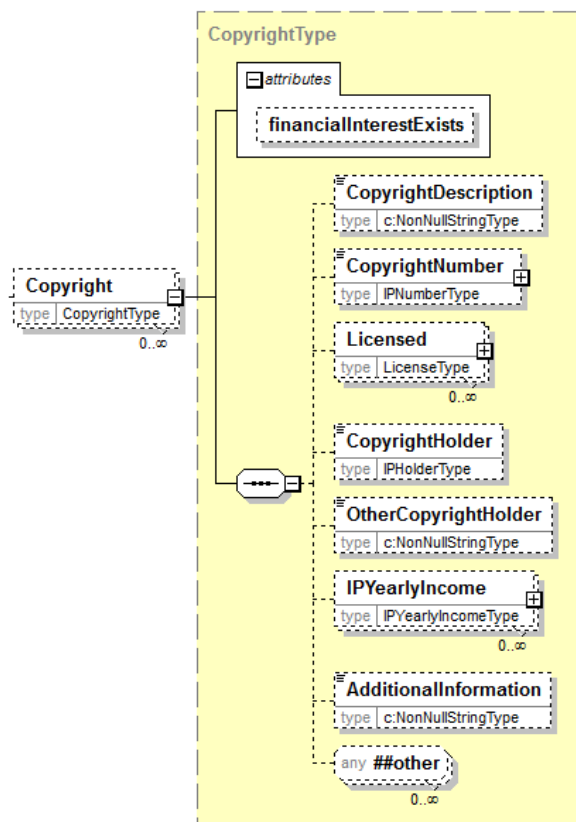 CopyrightType
attributes
financialInterestExists
CopyrightDescription
type c:NonNullStringType
CopyrightNumber
type IPNumberType
Copyright
type CopyrightType
0..∞
Licensed
type LicenseType
0..∞
CopyrightHolder
type IPHolderType
OtherCopyrightHolder
type c:NonNullStringType
IPYearlyIncome
type IPYearlyIncomeType
0..∞
AdditionalInformation
type c:NonNullStringType
any ##other
0..∞